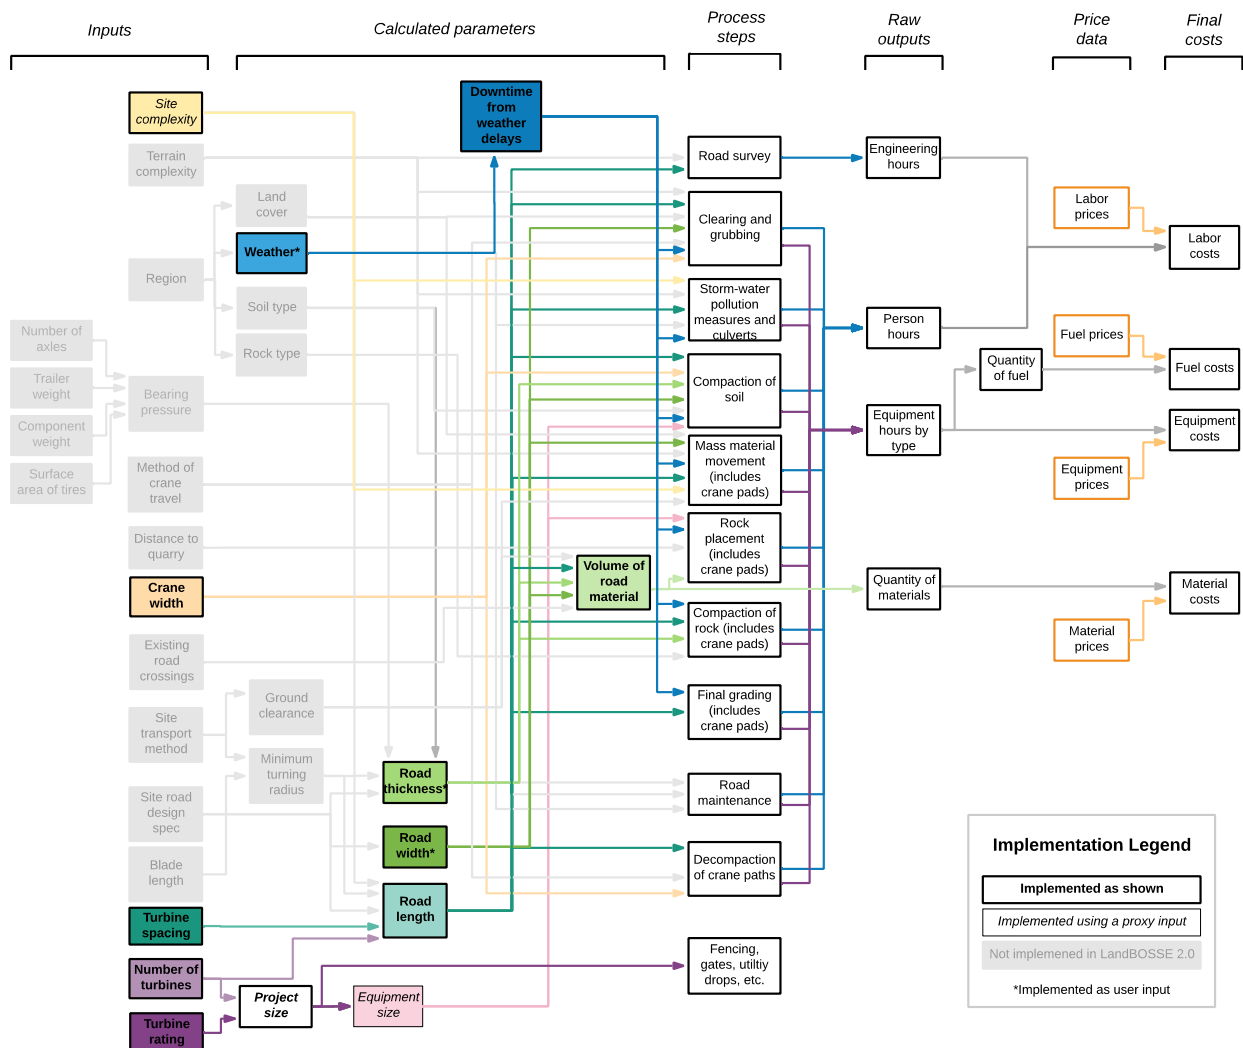 Inputs
Calculated parameters
Process
steps
Raw
outputs
Price
data
Final
costs
Site
complexity
Terrain
complexity
Region
Number of
axles
Trailer
weight
Component
weight
Surface
area of tires
Bearing
pressure
Method of
crane
travel
Distance to
quarry
Crane
width
Existing
road
crossings
Site
transport
method
Site road
design
spec
Blade
length
Turbine
spacing
Number of
turbines
Turbine
rating
Land
cover
Weather*
Soil type
Rock type
Ground
clearance
Minimum
turning
radius
Project
size
Equipment
size
Downtime
from
weather
delays
Road
thickness*
Road
width*
Road
length
Volume of
road
material
Road survey
Clearing and
grubbing
Storm-water
pollution
measures and
culverts
Compaction of
soil
Mass material
movement
(includes
crane pads)
Rock
placement
(includes
crane pads)
Compaction of
rock (includes
crane pads)
Final grading
(includes
crane pads)
Road
maintenance
Decompaction
of crane paths
Fencing,
gates, utiltiy
drops, etc.
Engineering
hours
Person
hours
Equipment
hours by
type
Quantity
of fuel
Quantity of
materials
Labor
prices
Fuel prices
Equipment
prices
Material
prices
Labor
costs
Fuel costs
Equipment
costs
Material
costs
Implementation Legend
Implemented as shown
Implemented using a proxy input
Not implemened in LandBOSSE 2.0
*Implemented as user input